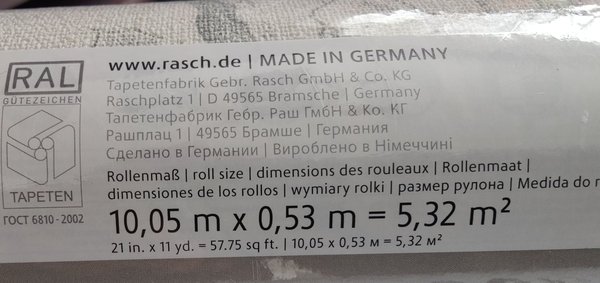 RAL
GÜTEZEICHEN
TAPETEN
ГОСТ 6810-2002
www.rasch.de | MADE IN GERMANY
Tapetenfabrik Gebr. Rasch GmbH & Co. KG
Raschplatz 1 | D 49565 Bramsche | Germany
Тапетенфабрик Гебр. Раш ГмбН & Ко. КГ
Рашплац 1 | 49565 Брамше | Германия
Сделано в Германии | Вироблено в Німеччині
Rollenmaß | roll size | dimensions des rouleaux | Rollenmaat |
dimensiones de los rollos | wymiary rolki | размер рулона | Medida do
10,05 m x 0,53 m = 5,32 m²
21 in. x 11 yd. = 57.75 sq ft. | 10,05 x 0,53 м = 5,32 м²